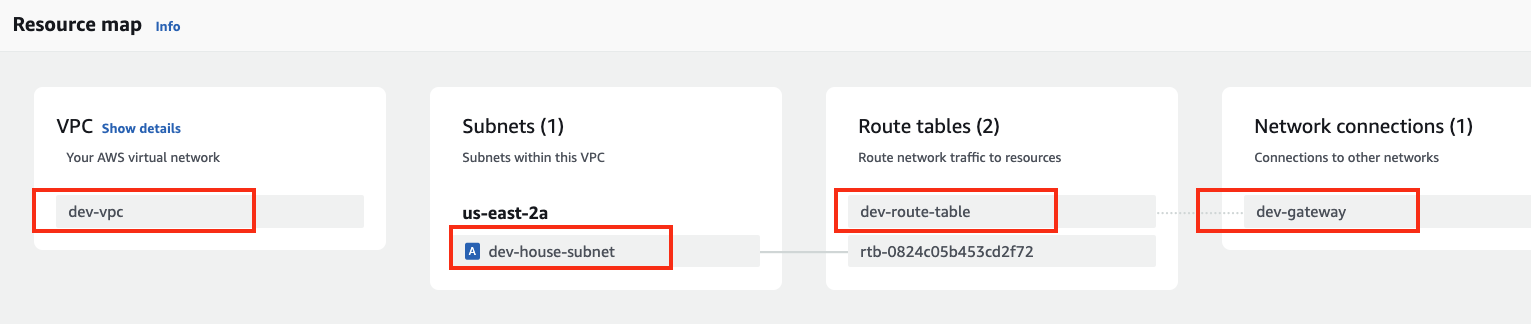 Resource map Info
VPC Show details
Your AWS virtual network
dev-vpc
Subnets (1)
Subnets within this VPC
us-east-2a
A dev-house-subnet
Route tables (2)
Route network traffic to resources
dev-route-table
rtb-0824c05b453cd2f72
Network connections (1)
Connections to other networks
dev-gateway